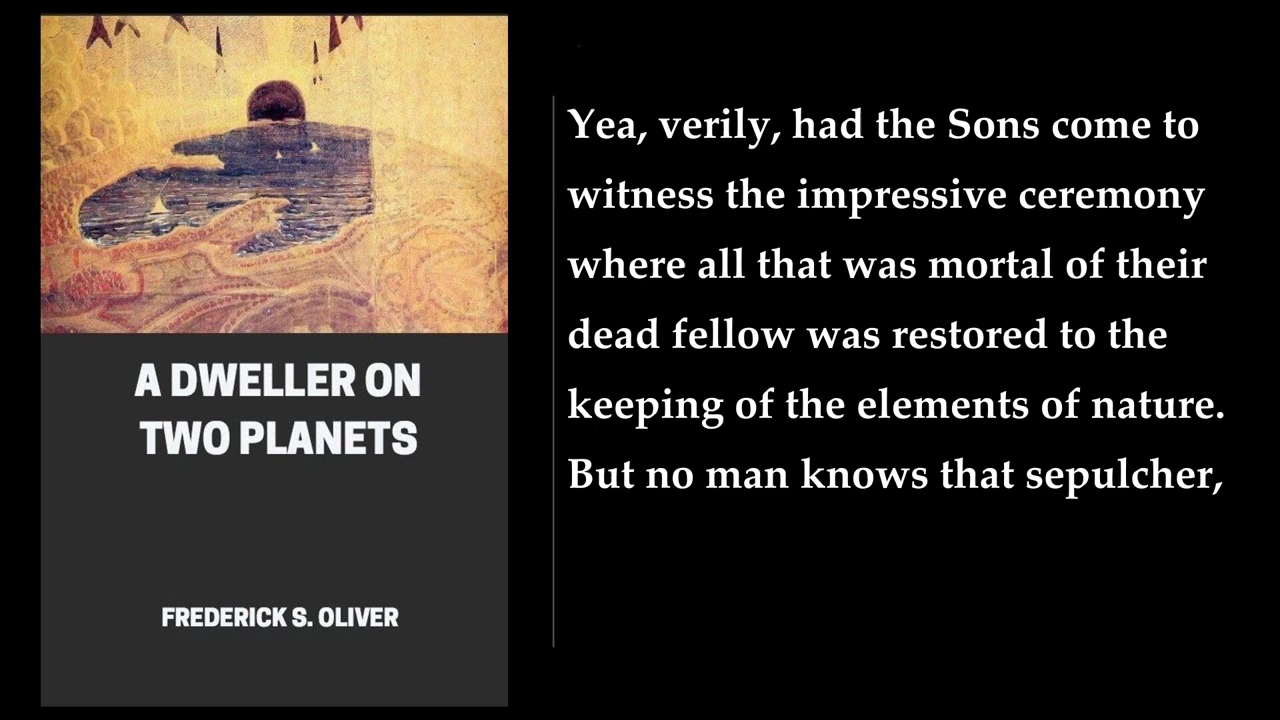 A DWELLER ON
TWO PLANETS
FREDERICK S. OLIVER
Yea, verily, had the Sons come to
witness the impressive ceremony
where all that was mortal of their
dead fellow was restored to the
keeping of the elements of nature.
But no man knows that sepulcher,